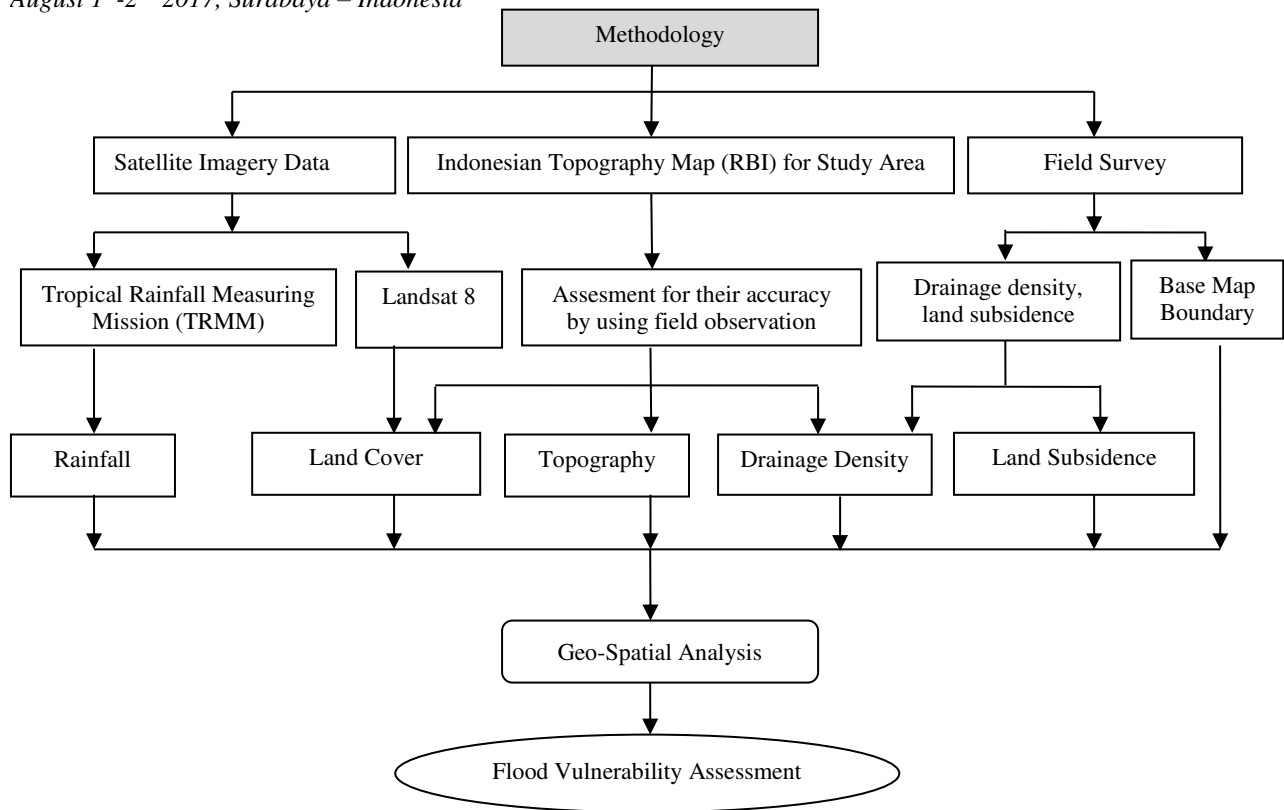 August 1 -2 2017, Surabaya – Indonesia
Methodology
Satellite Imagery Data
Indonesian Topography Map (RBI) for Study Area
Field Survey
Tropical Rainfall Measuring
Mission (TRMM)
Landsat 8
Assesment for their accuracy
by using field observation
Drainage density,
land subsidence
Base Map
Boundary
Rainfall
Land Cover
Topography
Drainage Density
Land Subsidence
Geo-Spatial Analysis
Flood Vulnerability Assessment